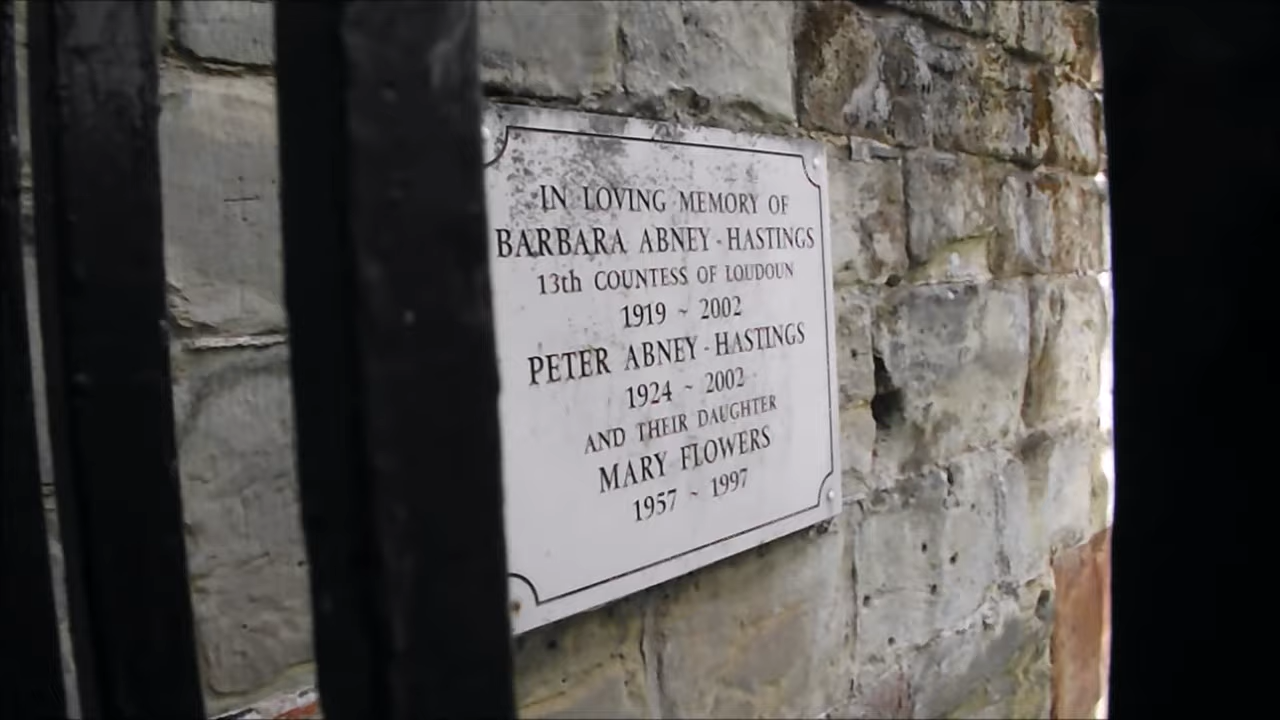 IN LOVING MEMORY OF
BARBARA ABNEY-HASTINGS
13th COUNTESS OF LOUDOUN
1919 ~ 2002
PETER ABNEY-HASTINGS
1924 ~ 2002
AND THEIR DAUGHTER
MARY FLOWERS
1957 ~ 1997